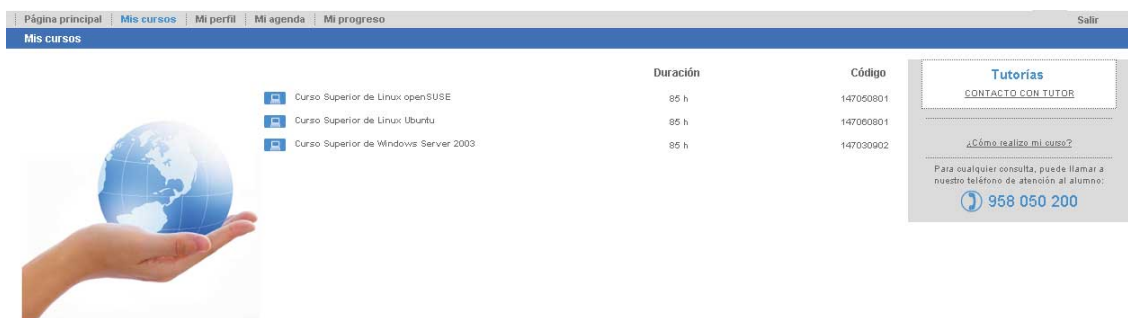 Página principal Mis cursos Mi perfil Mi agenda Mi progreso Salir
Mis cursos
Duración Código
Curso Superior de Linux openSUSE 85 h 147050801
Curso Superior de Linux Ubuntu 85 h 147060801
Curso Superior de Windows Server 2003 85 h 147030902
Tutorías
CONTACTO CON TUTOR
¿Cómo realizo mi curso?
Para cualquier consulta, puede llamar a
nuestro teléfono de atención al alumno:
958 050 200